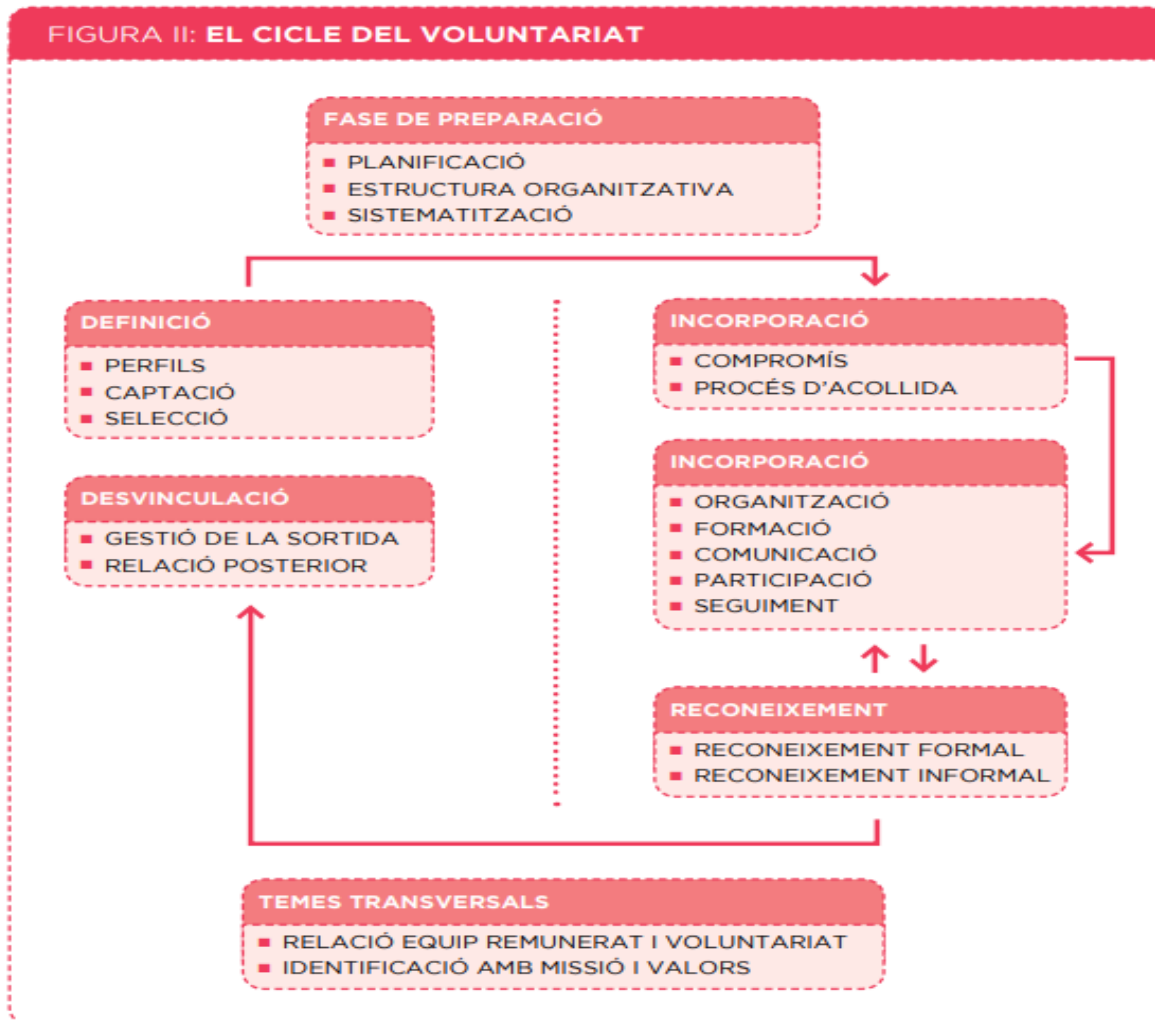 FIGURA II: EL CICLE DEL VOLUNTARIAT
FASE DE PREPARACIÓ
PLANIFICACIÓ
ESTRUCTURA ORGANITZATIVA
SISTEMATITZACIÓ
DEFINICIÓ
PERFILS
CAPTACIÓ
SELECCIÓ
DESVINCULACIÓ
GESTIÓ DE LA SORTIDA
RELACIÓ POSTERIOR
INCORPORACIÓ
COMPROMÍS
PROCÉS D'ACOLLIDA
INCORPORACIÓ
ORGANITZACIÓ
FORMACIÓ
COMUNICACIÓ
PARTICIPACIÓ
SEGUIMENT
RECONEIXEMENT
RECONEIXEMENT FORMAL
RECONEIXEMENT INFORMAL
TEMES TRANSVERSALS
RELACIÓ EQUIP REMUNERAT I VOLUNTARIAT
IDENTIFICACIÓ AMB MISSIÓ I VALORS